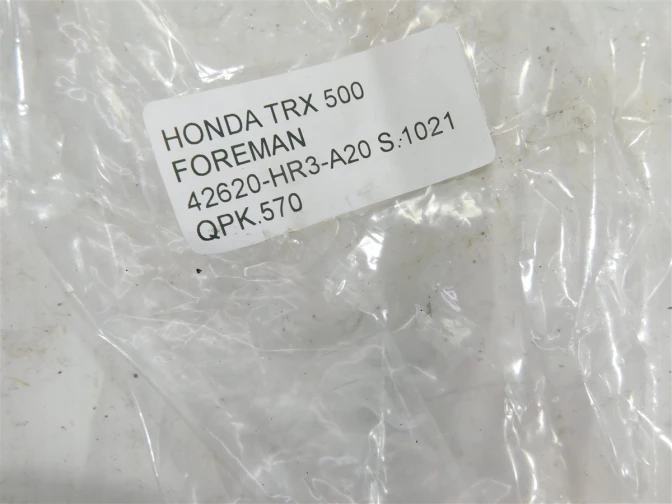 HONDA TRX 500
FOREMAN
42620-HR3-A20 S.1021
QPK.570